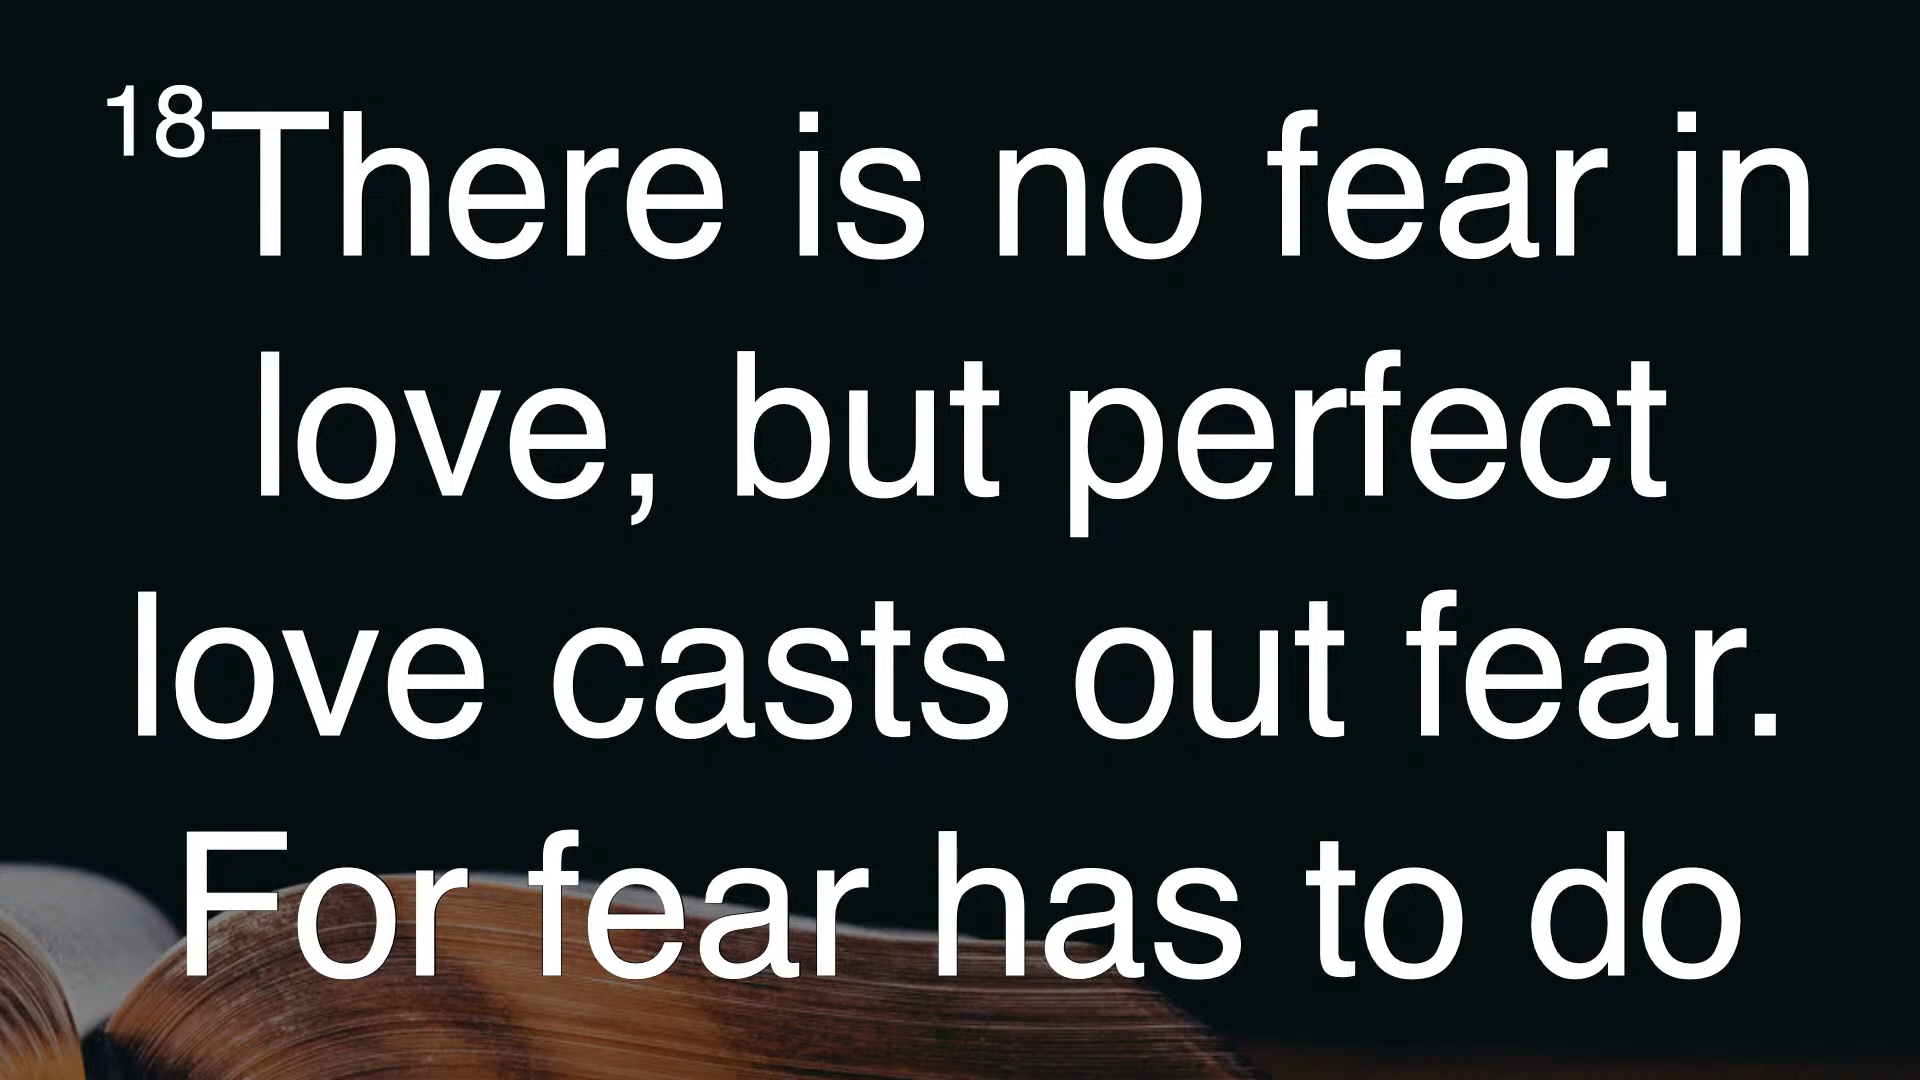 ¹⁸There is no fear in
love, but perfect
love casts out fear.
For fear has to do